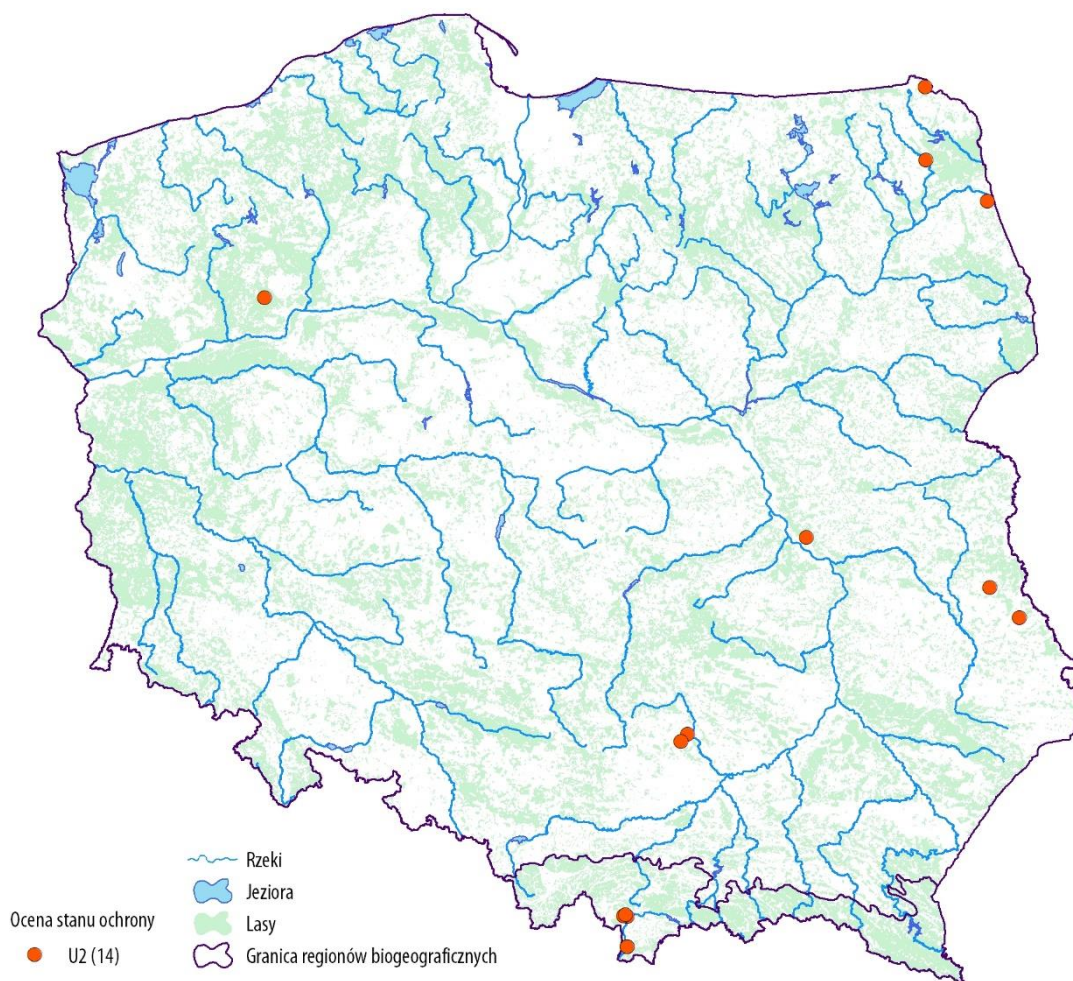 Rzeki
Jeziora
Ocena stanu ochrony
Lasy
U2 (14)
Granica regionów biogeograficznych